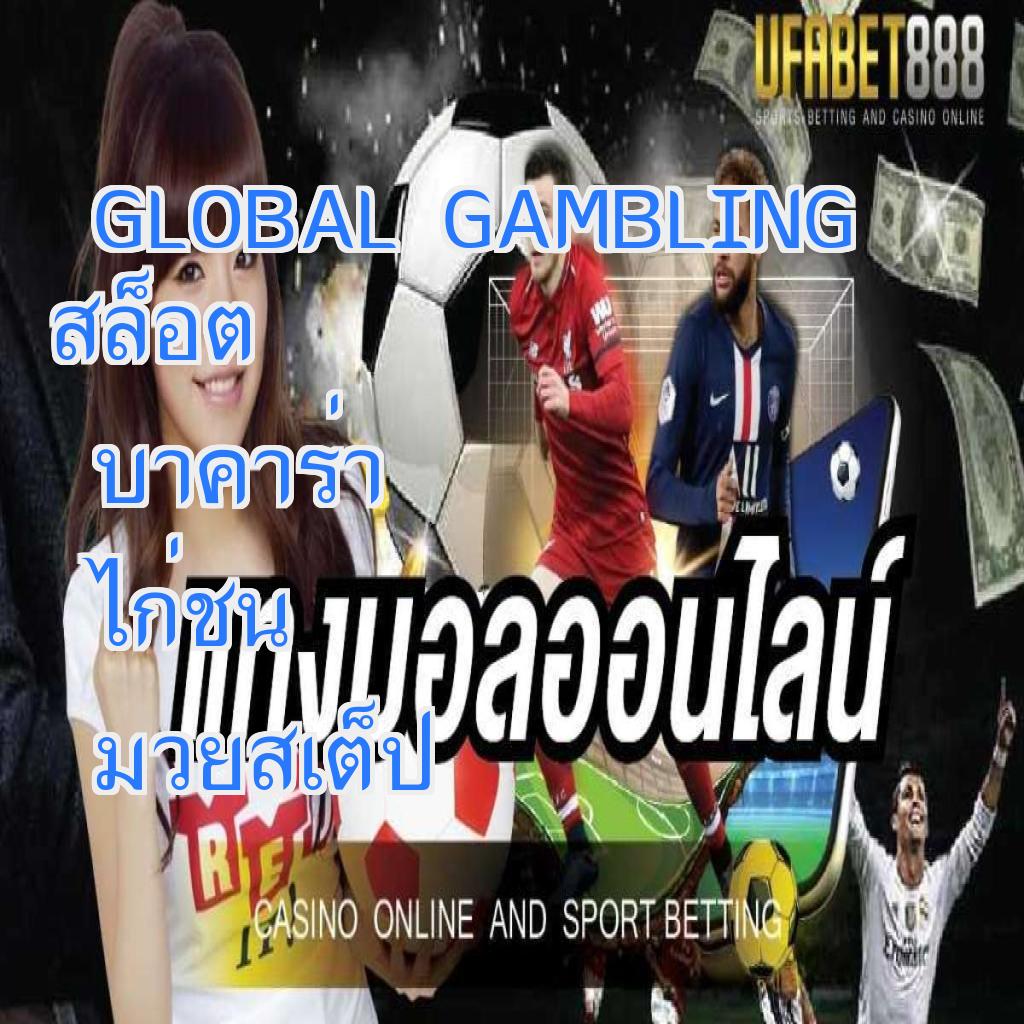 UFABET888
SPORTS BETTING AND CASINO ONLINE
GLOBAL GAMBLING
สล็อต
บาคาร่า
ไก่ชน
แทงบอลออนไลน์
มวยสเต็ป
CASINO ONLINE AND SPORT BETTING